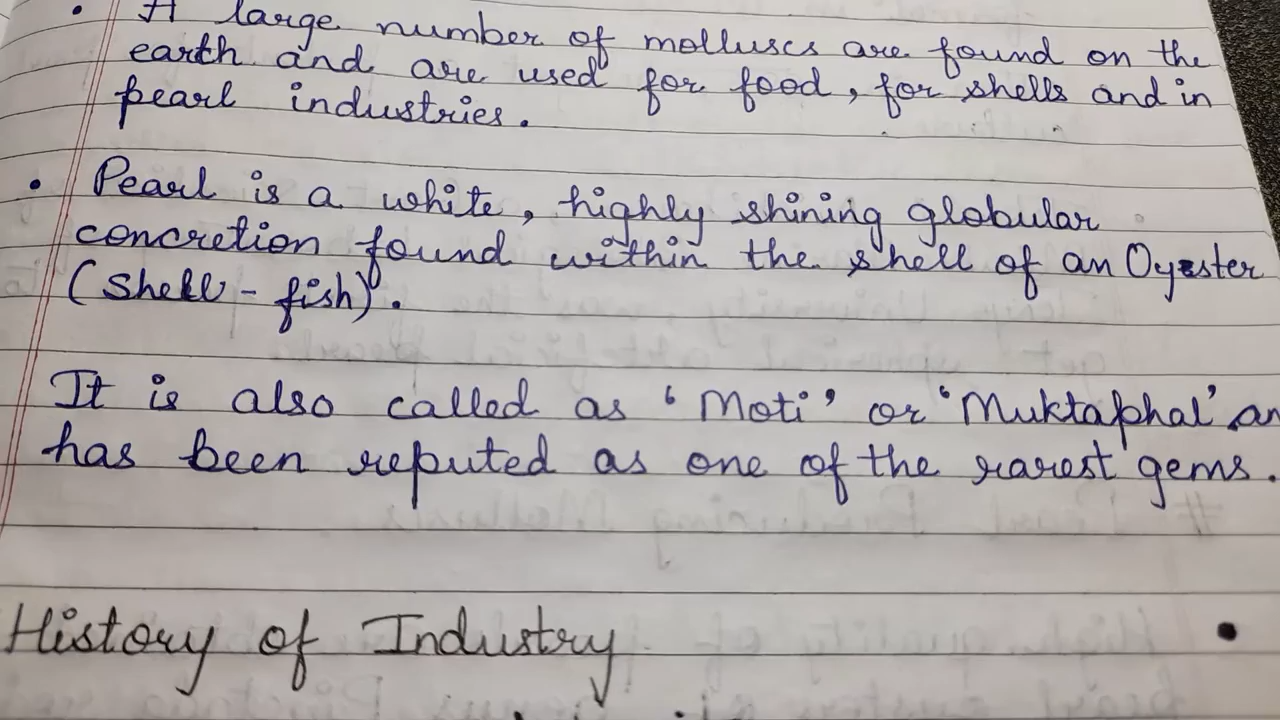 • A large number of molluscs are found on the
earth and are used for food, for shells and in
pearl industries.
• Pearl is a white, highly shining globular
concretion found within the shell of an Oyster
(Shell-fish).
It is also called as 'Moti' or 'Muktaphal' an
has been reputed as one of the rarest gems.
History of Industry